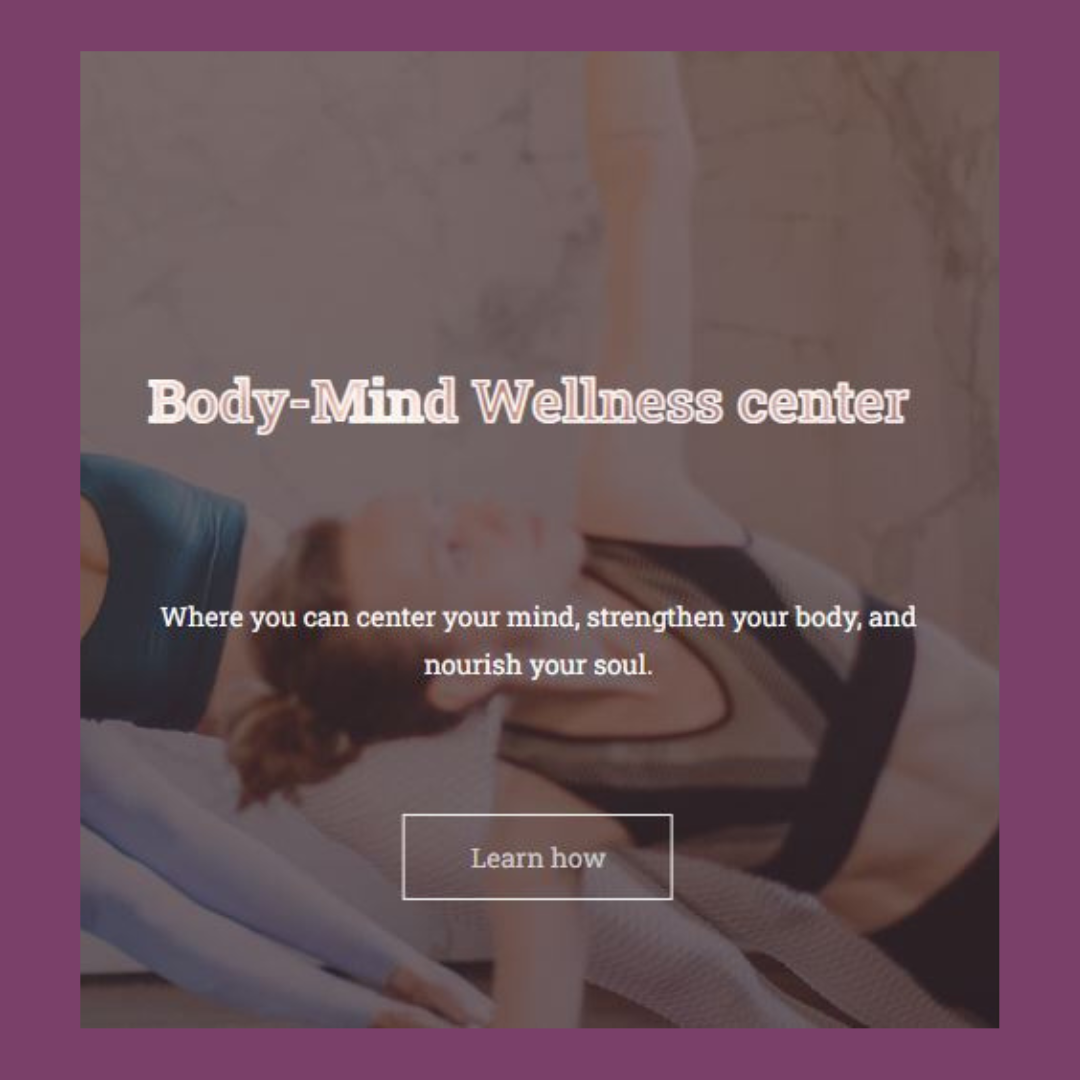 Body-Mind Wellness center
Where you can center your mind, strengthen your body, and
nourish your soul.
Learn how